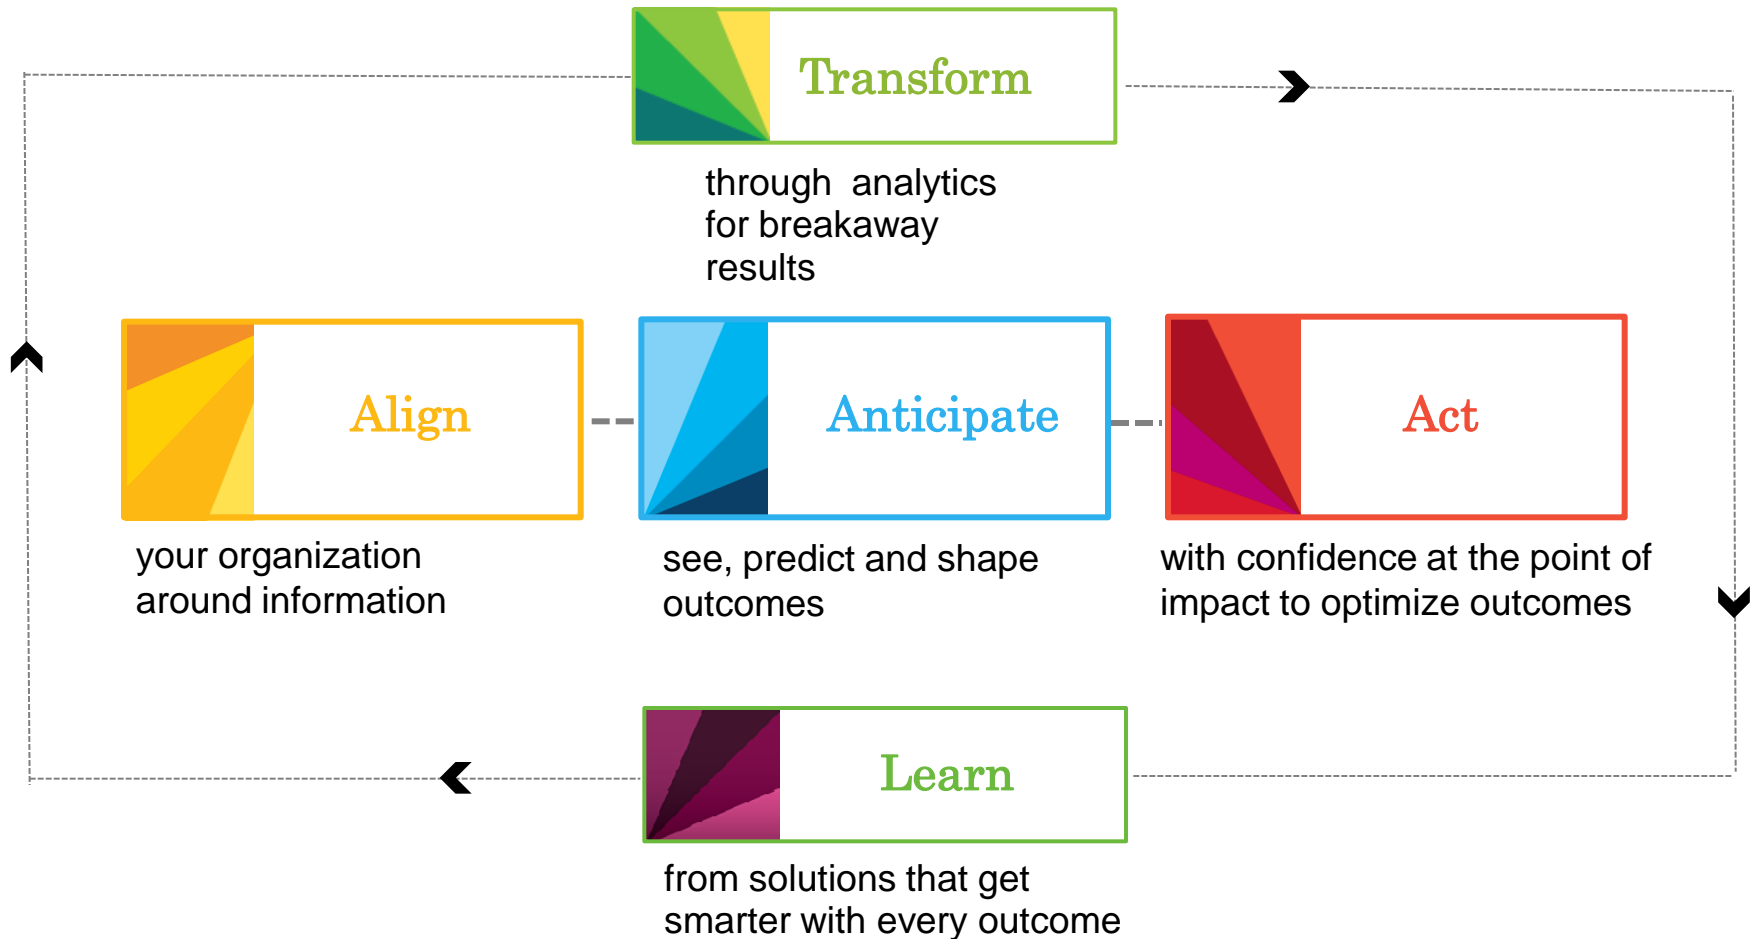 Transform
through  analytics
for breakaway
results
Align
your organization
around information
Anticipate
see, predict and shape
outcomes
Act
with confidence at the point of
impact to optimize outcomes
Learn
from solutions that get
smarter with every outcome